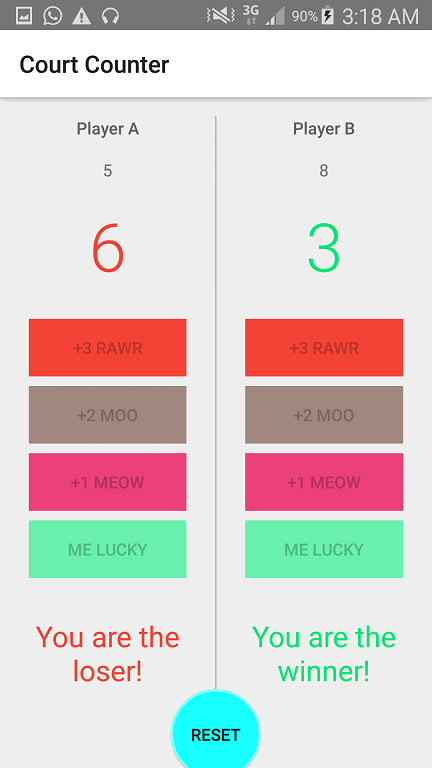 3G 90% 3:18 AM
Court Counter
Player A
5
6
+3 RAWR
+2 MOO
+1 MEOW
ME LUCKY
You are the
loser!
Player B
8
3
+3 RAWR
+2 MOO
+1 MEOW
ME LUCKY
You are the
winner!
RESET